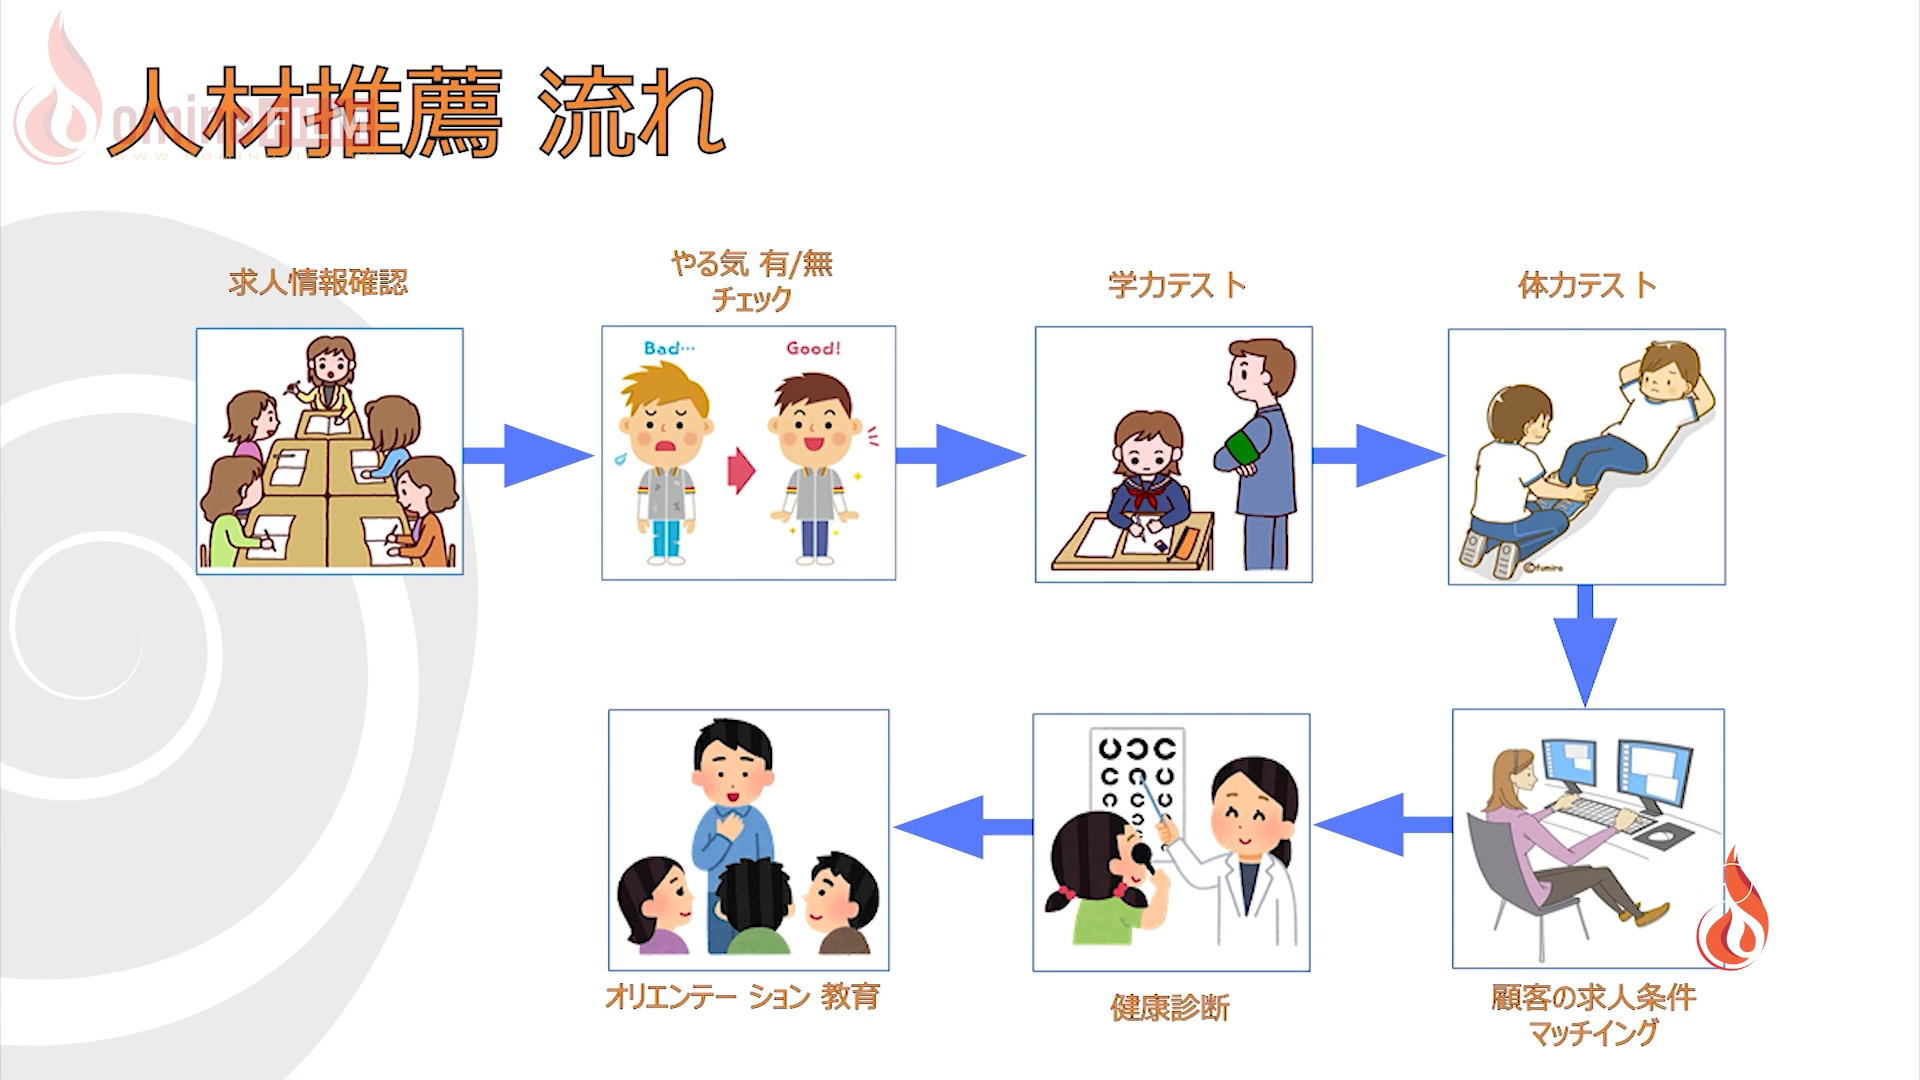 人材推薦 流れ
ominoFILM
求人情報確認
やる気 有/無
チェック
学力テスト
体力テスト
Bad…
Good!
©fumira
オリエンテーション 教育
健康診断
顧客の求人条件
マッチイング